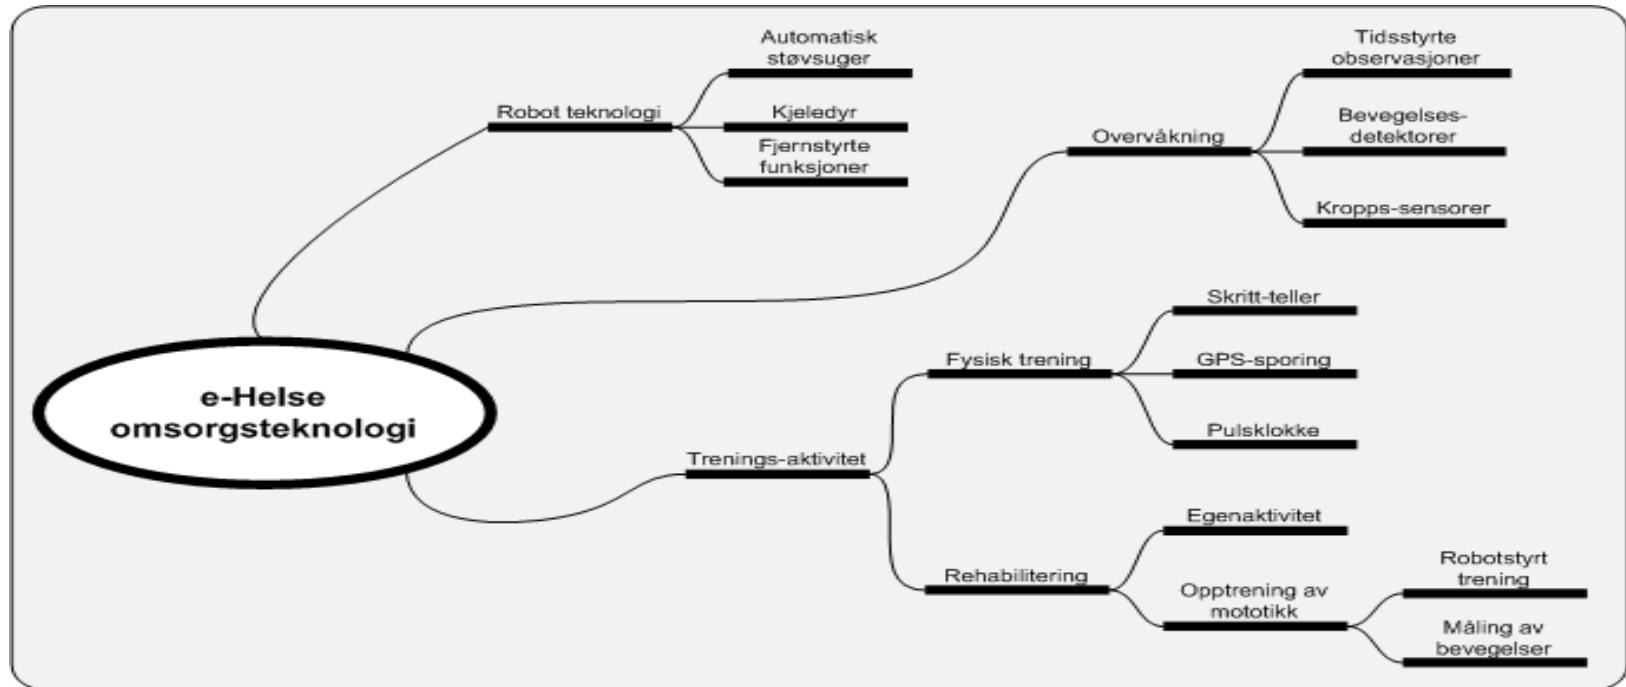 e-Helse
omsorgsteknologi
Robot teknologi
Automatisk
støvsuger
Kjeledyr
Fjernstyrte
funksjoner
Overvåkning
Tidsstyrte
observasjoner
Bevegelses-
detektorer
Kropps-sensorer
Trenings-aktivitet
Fysisk trening
Skritt-teller
GPS-sporing
Pulsklokke
Rehabilitering
Egenaktivitet
Opptrening av
mototikk
Robotstyrt
trening
Måling av
bevegelser